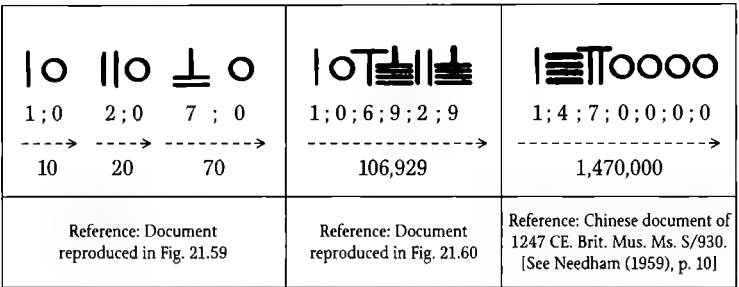 1 ; 0 2 ; 0 7 ; 0
10 20 70
Reference: Document
reproduced in Fig. 21.59
1 ; 0 ; 6 ; 9 ; 2 ; 9
106,929
Reference: Document
reproduced in Fig. 21.60
1 ; 4 ; 7 ; 0 ; 0 ; 0 ; 0
1,470,000
Reference: Chinese document of
1247 CE. Brit. Mus. Ms. S/930.
[See Needham (1959), p. 10]